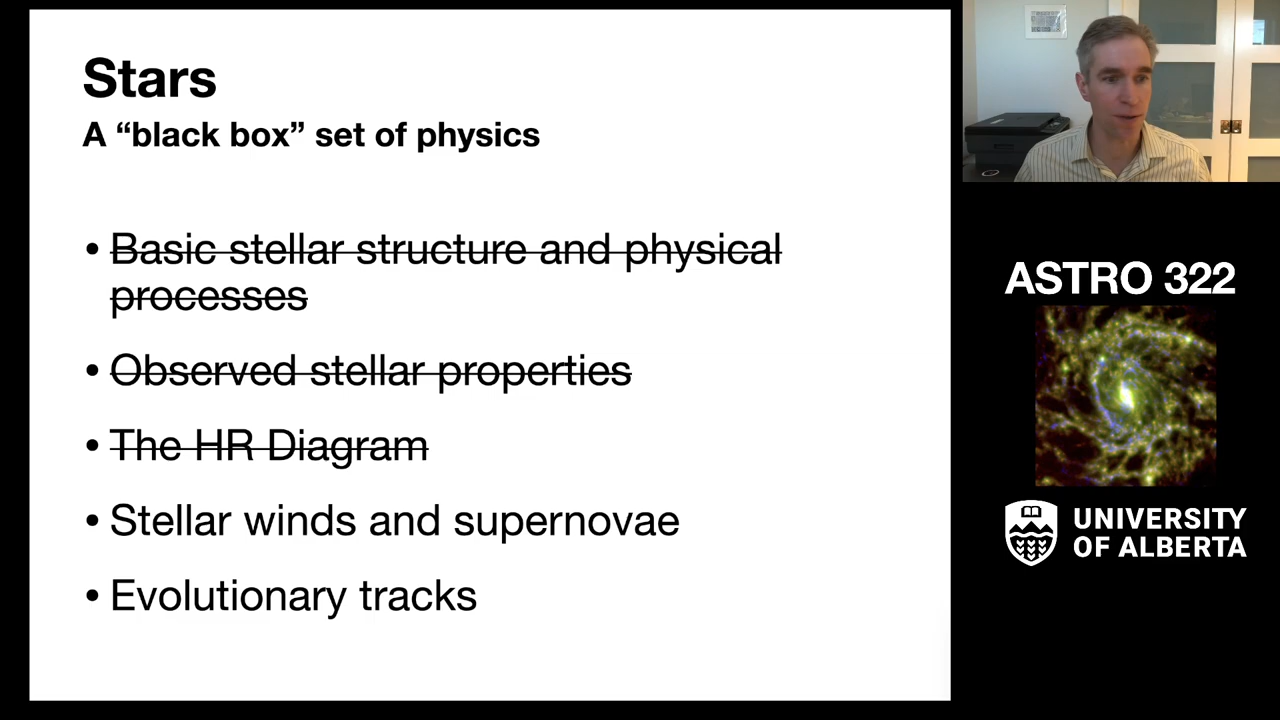 Stars
A “black box” set of physics
• Basic stellar structure and physical
processes
• Observed stellar properties
• The HR Diagram
• Stellar winds and supernovae
• Evolutionary tracks
ASTRO 322
UNIVERSITY
OF ALBERTA